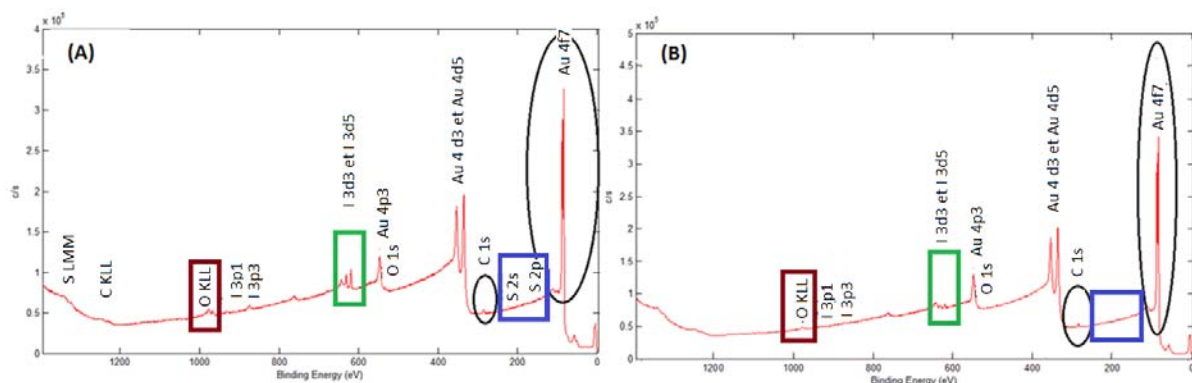 x 10⁵
(A)
4
3.5
3
2.5
2
1.5
1
0.5
0
c/s
S LMM
C KLL
O KLL
I 3p1
I 3p3
I 3d3 et I 3d5
Au 4p3
O 1s
Au 4 d3 et Au 4d5
C 1s
S 2s
S 2p
Au 4f7
1200 1000 800 600 400 200 0
Binding Energy (eV)
x 10⁵
(B)
5
4.5
4
3.5
3
2.5
2
1.5
1
0.5
0
c/s
O KLL
I 3p1
I 3p3
I 3d3 et I 3d5
Au 4p3
O 1s
Au 4 d3 et Au 4d5
C 1s
Au 4f7
1200 1000 800 600 400 200 0
Binding Energy (eV)